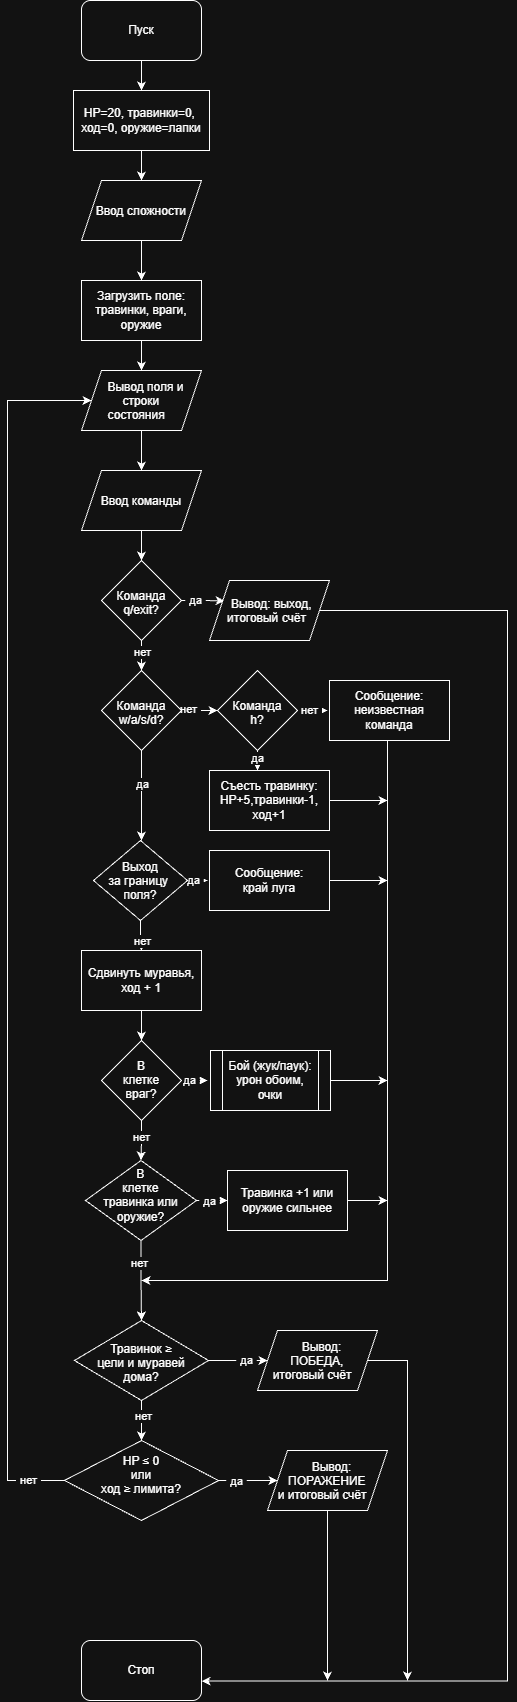 Пуск
HP=20, травинки=0,
ход=0, оружие=лапки
Ввод сложности
Загрузить поле:
травинки, враги,
оружие
Вывод поля и
строки
состояния
Ввод команды
Команда
q/exit?
да
Вывод: выход,
итоговый счёт
нет
Команда
w/a/s/d?
нет
Команда
h?
нет
Сообщение:
неизвестная
команда
да
да
Съесть травинку:
HP+5,травинки-1,
ход+1
Выход
за границу
поля?
да
Сообщение:
край луга
нет
Сдвинуть муравья,
ход + 1
В
клетке
враг?
да
Бой (жук/паук):
урон обоим,
очки
нет
В
клетке
травинка или
оружие?
да
Травинка +1 или
оружие сильнее
нет
Травинок ≥
цели и муравей
дома?
да
Вывод:
ПОБЕДА,
итоговый счёт
нет
HP ≤ 0
или
ход ≥ лимита?
нет
да
Вывод:
ПОРАЖЕНИЕ
и итоговый счёт
Стоп